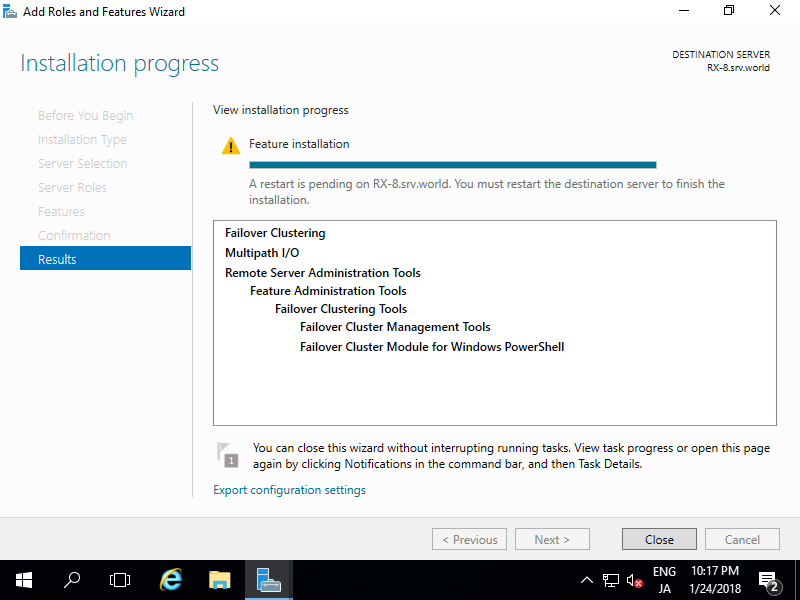 Add Roles and Features Wizard
Installation progress
DESTINATION SERVER
RX-8.srv.world
Before You Begin
Installation Type
Server Selection
Server Roles
Features
Confirmation
Results
View installation progress
Feature installation
A restart is pending on RX-8.srv.world. You must restart the destination server to finish the
installation.
Failover Clustering
Multipath I/O
Remote Server Administration Tools
Feature Administration Tools
Failover Clustering Tools
Failover Cluster Management Tools
Failover Cluster Module for Windows PowerShell
1
You can close this wizard without interrupting running tasks. View task progress or open this page
again by clicking Notifications in the command bar, and then Task Details.
Export configuration settings
< Previous
Next >
Close
Cancel
ENG
JA
10:17 PM
1/24/2018
2